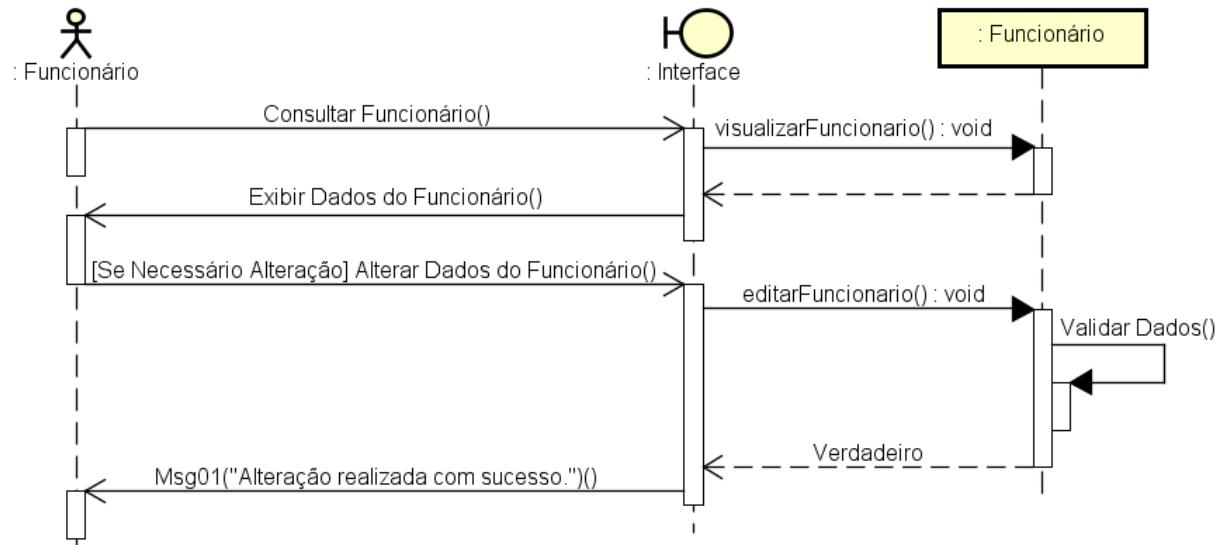 : Funcionário
: Interface
: Funcionário
Consultar Funcionário()
visualizarFuncionario() : void
Exibir Dados do Funcionário()
[Se Necessário Alteração] Alterar Dados do Funcionário()
editarFuncionario() : void
Validar Dados()
Verdadeiro
Msg01("Alteração realizada com sucesso.")()